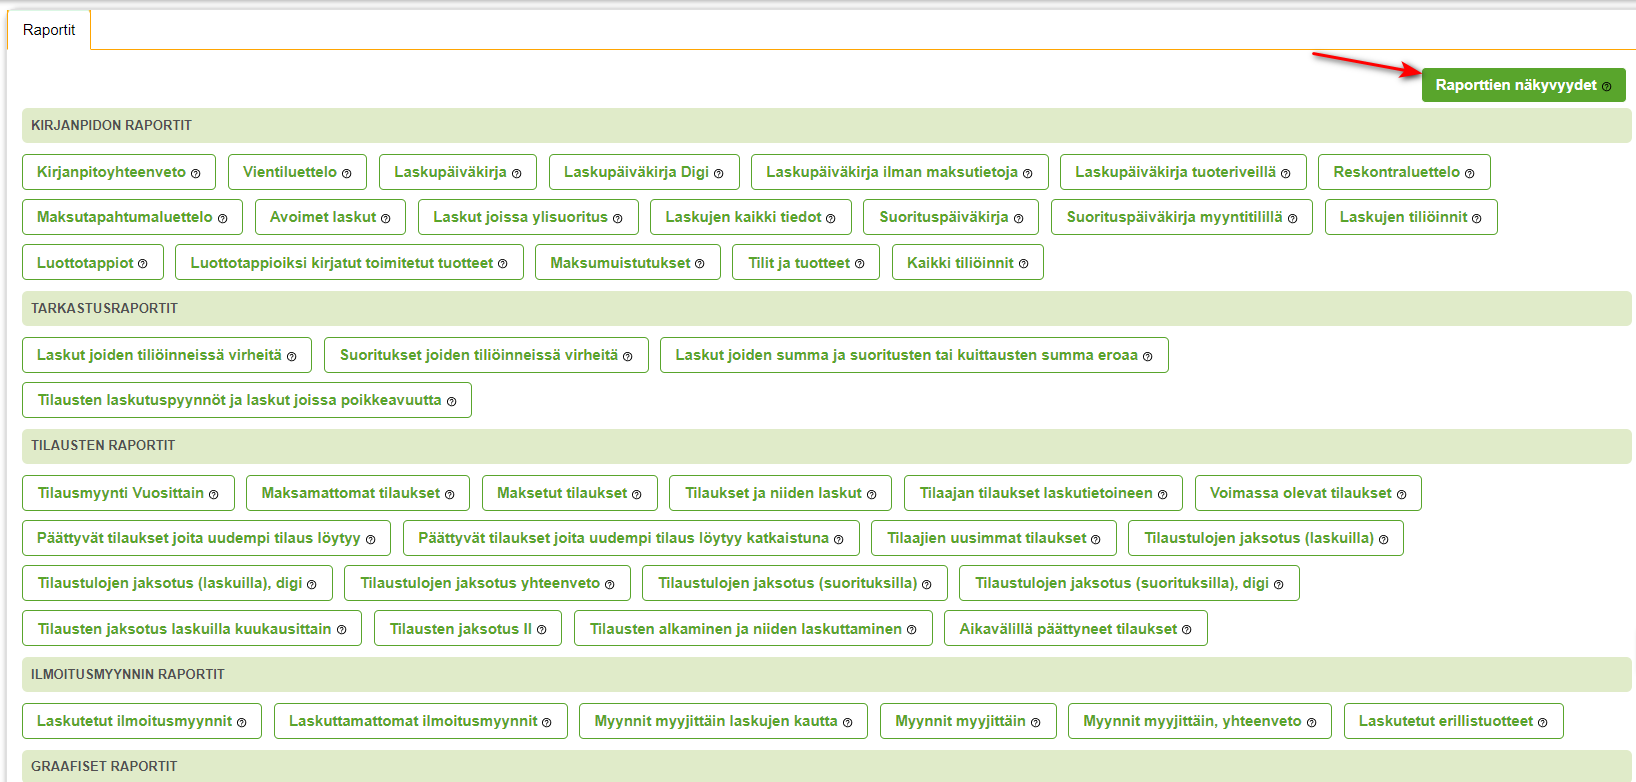 Raportit
Raporttien näkyvyydet
KIRJANPIDON RAPORTIT
Kirjanpitoyhteenveto Vientiluettelo Laskupäiväkirja Laskupäiväkirja Digi Laskupäiväkirja ilman maksutietoja Laskupäiväkirja tuoteriveillä Reskontraluettelo
Maksutapahtumaluettelo Avoimet laskut Laskut joissa ylisuoritus Laskujen kaikki tiedot Suorituspäiväkirja Suorituspäiväkirja myyntitilillä Laskujen tiliöinnit
Luottotappiot Luottotappioiksi kirjatut toimitetut tuotteet Maksumuistutukset Tilit ja tuotteet Kaikki tiliöinnit
TARKASTUSRAPORTIT
Laskut joiden tiliöinneissä virheitä Suoritukset joiden tiliöinneissä virheitä Laskut joiden summa ja suoritusten tai kuittausten summa eroaa
Tilausten laskutuspyynnöt ja laskut joissa poikkeavuutta
TILAUSTEN RAPORTIT
Tilausmyynti Vuosittain Maksamattomat tilaukset Maksetut tilaukset Tilaukset ja niiden laskut Tilaajan tilaukset laskutietoineen Voimassa olevat tilaukset
Päättyvät tilaukset joita uudempi tilaus löytyy Päättyvät tilaukset joita uudempi tilaus löytyy katkaistuna Tilaajien uusimmat tilaukset Tilaustulojen jaksotus (laskuilla)
Tilaustulojen jaksotus (laskuilla), digi Tilaustulojen jaksotus yhteenveto Tilaustulojen jaksotus (suorituksilla) Tilaustulojen jaksotus (suorituksilla), digi
Tilausten jaksotus laskuilla kuukausittain Tilausten jaksotus II Tilausten alkaminen ja niiden laskuttaminen Aikavälillä päättyneet tilaukset
ILMOITUSMYYNNIN RAPORTIT
Laskutetut ilmoitusmyynnit Laskuttamattomat ilmoitusmyynnit Myynnit myyjittäin laskujen kautta Myynnit myyjittäin Myynnit myyjittäin, yhteenveto Laskutetut erillistuotteet
GRAAFISET RAPORTIT